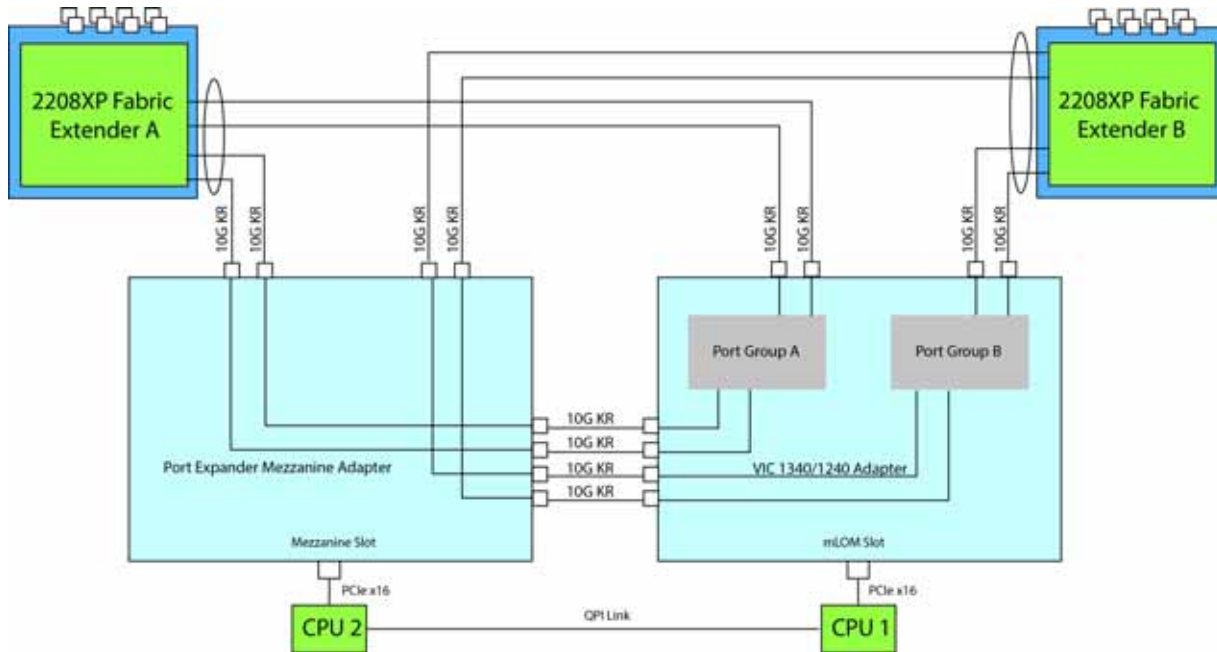 2208XP Fabric
Extender A
2208XP Fabric
Extender B
10G KR
10G KR
10G KR
10G KR
10G KR
10G KR
10G KR
10G KR
Port Group A
Port Group B
10G KR
10G KR
Port Expander Mezzanine Adapter
10G KR
VIC 1340/1240 Adapter
10G KR
Mezzanine Slot
mLOM Slot
PCIe x16
PCIe x16
CPU 2
QPI Link
CPU 1